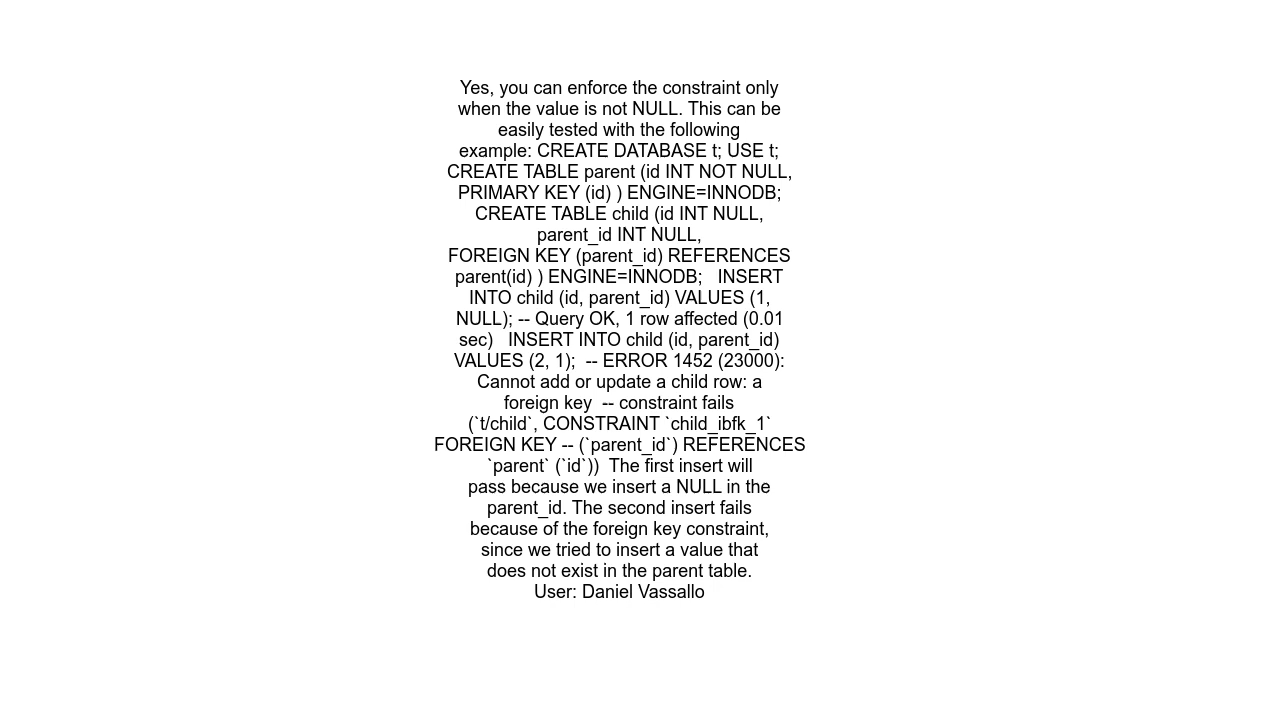 Yes, you can enforce the constraint only
when the value is not NULL. This can be
easily tested with the following
example: CREATE DATABASE t; USE t;
CREATE TABLE parent (id INT NOT NULL,
PRIMARY KEY (id) ) ENGINE=INNODB;
CREATE TABLE child (id INT NULL,
parent_id INT NULL,
FOREIGN KEY (parent_id) REFERENCES
parent(id) ) ENGINE=INNODB;   INSERT
INTO child (id, parent_id) VALUES (1,
NULL); -- Query OK, 1 row affected (0.01
sec)   INSERT INTO child (id, parent_id)
VALUES (2, 1);  -- ERROR 1452 (23000):
Cannot add or update a child row: a
foreign key  -- constraint fails
(`t/child`, CONSTRAINT `child_ibfk_1`
FOREIGN KEY -- (`parent_id`) REFERENCES
`parent` (`id`))  The first insert will
pass because we insert a NULL in the
parent_id. The second insert fails
because of the foreign key constraint,
since we tried to insert a value that
does not exist in the parent table.
User: Daniel Vassallo